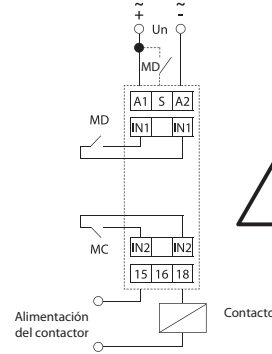 ~ ~
+ Un -
MD
A1 S A2
MD
IN1 IN1
MC
IN2 IN2
15 16 18
Alimentación
del contactor
Contacto